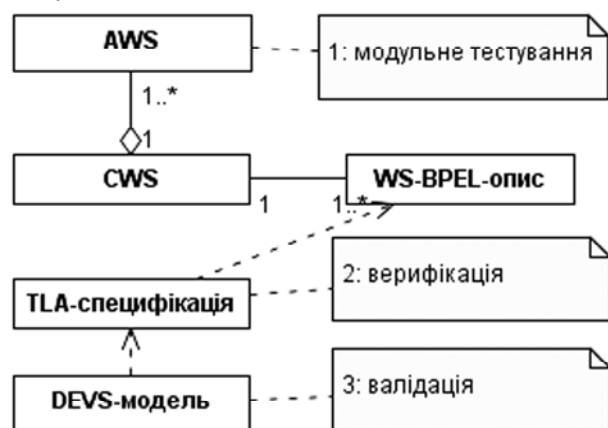 AWS
1: модульне тестування
1..*
1
CWS
WS-BPEL-опис
1
1..*
2: верифікація
TLA-специфікація
3: валідація
DEVS-модель